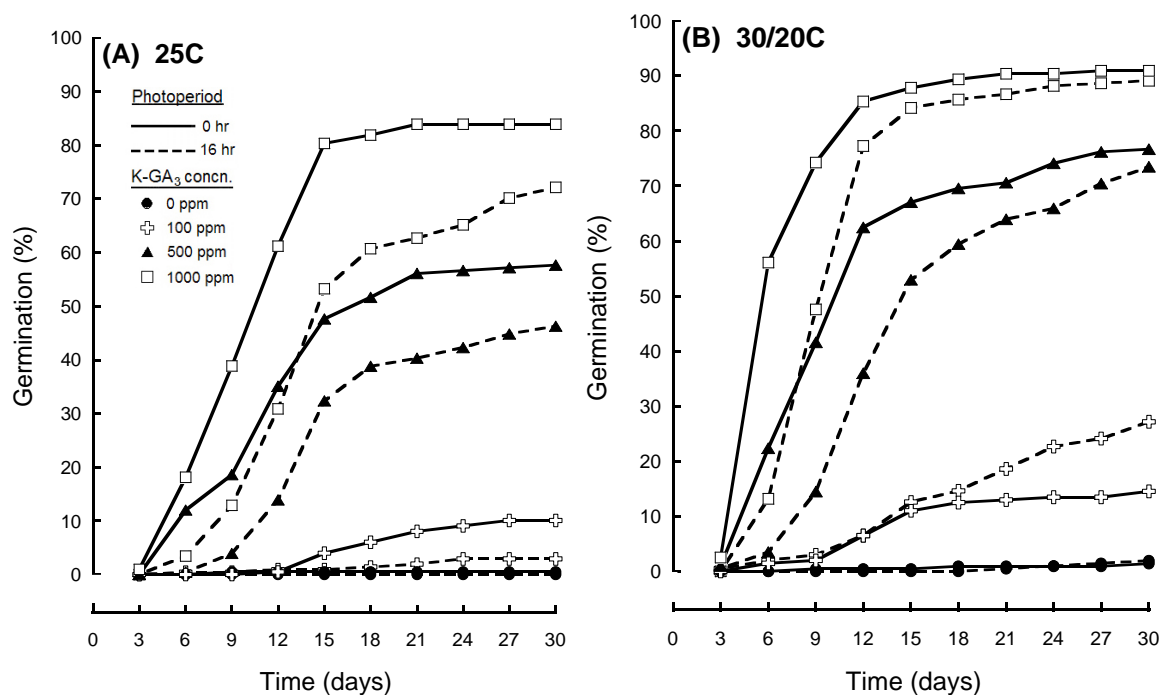 (A) 25C
Germination (%)
100
90
80
70
60
50
40
30
20
10
0
Photoperiod
0 hr
16 hr
K-GA₃ concn.
0 ppm
100 ppm
500 ppm
1000 ppm
0 3 6 9 12 15 18 21 24 27 30
Time (days)
(B) 30/20C
Germination (%)
100
90
80
70
60
50
40
30
20
10
0
0 3 6 9 12 15 18 21 24 27 30
Time (days)